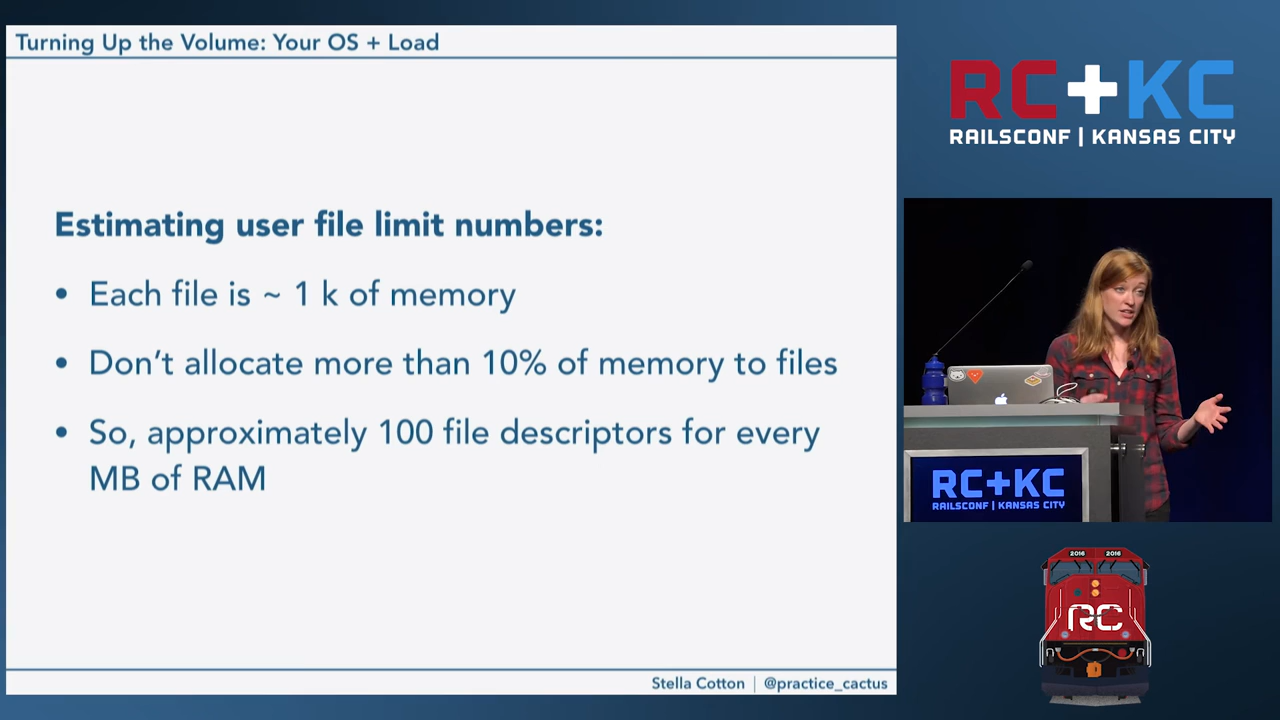 Turning Up the Volume: Your OS + Load
Estimating user file limit numbers:
• Each file is ~ 1 k of memory
• Don’t allocate more than 10% of memory to files
• So, approximately 100 file descriptors for every
MB of RAM
Stella Cotton | @practice_cactus
RC+KC
RAILSCONF | KANSAS CITY
RC+KC
RAILSCONF | KANSAS CITY
2016 2016
RC